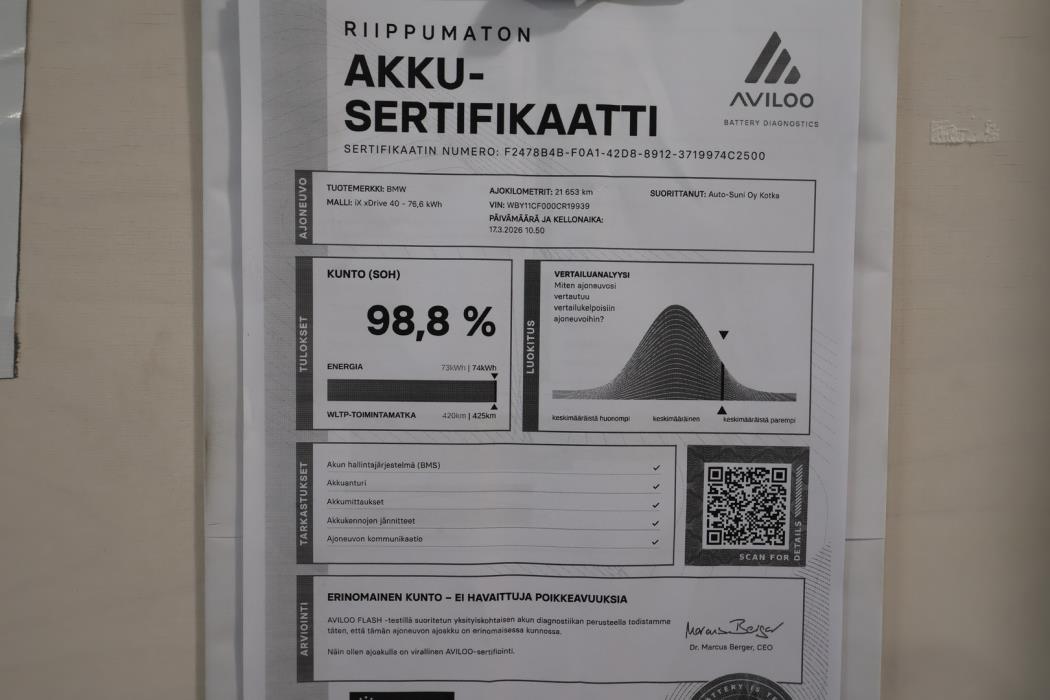 RIIPPUMATON
AKKU-
SERTIFIKAATTI
AVILOO
BATTERY DIAGNOSTICS
SERTIFIKAATIN NUMERO: F2478B4B-F0A1-42D8-8912-3719974C2500
AJONEUVO
TUOTEMERKKI: BMW
MALLI: iX xDrive 40 - 76,6 kWh
AJOKILOMETRIT: 21 653 km
VIN: WBY11CF000CR19939
PÄIVÄMÄÄRÄ JA KELLONAIKA:
17.3.2026 10.50
SUORITTANUT: Auto-Suni Oy Kotka
TULOKSET
KUNTO (SOH)
98,8 %
ENERGIA 73kWh | 74kWh
WLTP-TOIMINTAMATKA 420km | 425km
LUOKITUS
VERTAILUANALYYSI
Miten ajoneuvosi
vertautuu
vertailukelpoisiin
ajoneuvoihin?
keskimääräistä huonompi keskimääräinen keskimääräistä parempi
TARKASTUKSET
Akun hallintajärjestelmä (BMS)
Akkuanturi
Akkumittaukset
Akkukennojen jännitteet
Ajoneuvon kommunikaatio
SCAN FOR DETAILS
ARVIOINTI
ERINOMAINEN KUNTO – EI HAVAITTUJA POIKKEAVUUKSIA
AVILOO FLASH -testillä suoritetun yksityiskohtaisen akun diagnostiikan perusteella todistamme
täten, että tämän ajoneuvon ajoakku on erinomaisessa kunnossa.
Näin ollen ajoakulla on virallinen AVILOO-sertifiointi.
Marcus Berger
Dr. Marcus Berger, CEO